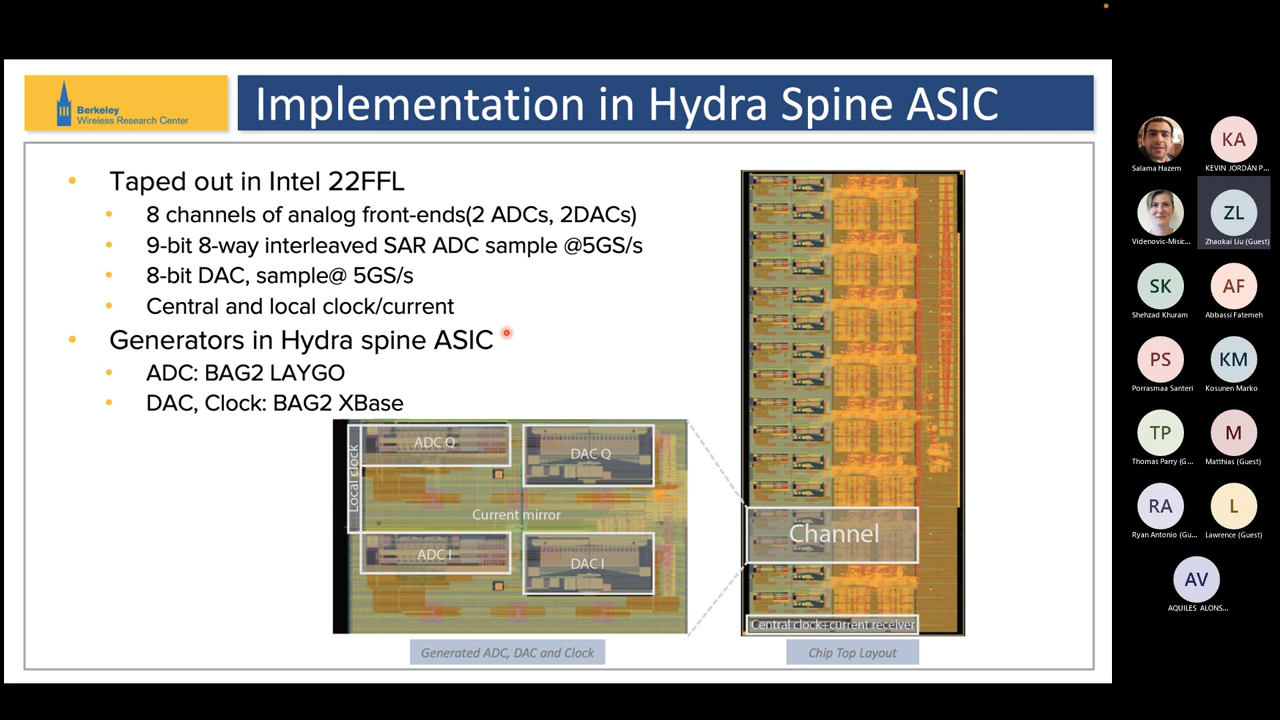 Berkeley
Wireless Research Center
Implementation in Hydra Spine ASIC
• Taped out in Intel 22FFL
• 8 channels of analog front-ends(2 ADCs, 2DACs)
• 9-bit 8-way interleaved SAR ADC sample @5GS/s
• 8-bit DAC, sample@ 5GS/s
• Central and local clock/current
• Generators in Hydra spine ASIC
• ADC: BAG2 LAYGO
• DAC, Clock: BAG2 XBase
Local clock
ADC Q
DAC Q
Current mirror
ADC I
DAC I
Generated ADC, DAC and Clock
Channel
Central clock+current receiver
Chip Top Layout
Salama Hazem
KA
KEVIN JORDÁN P...
Videnovic-Misic...
ZL
Zhaokai Liu (Guest)
SK
Shehzad Khuram
AF
Abbassi Fatemeh
PS
Porrasmaa Santeri
KM
Kosunen Marko
TP
Thomas Parry (G...
M
Matthias (Guest)
RA
Ryan Antonio (Gu...
L
Lawrence (Guest)
AV
AQUILES ALONS...